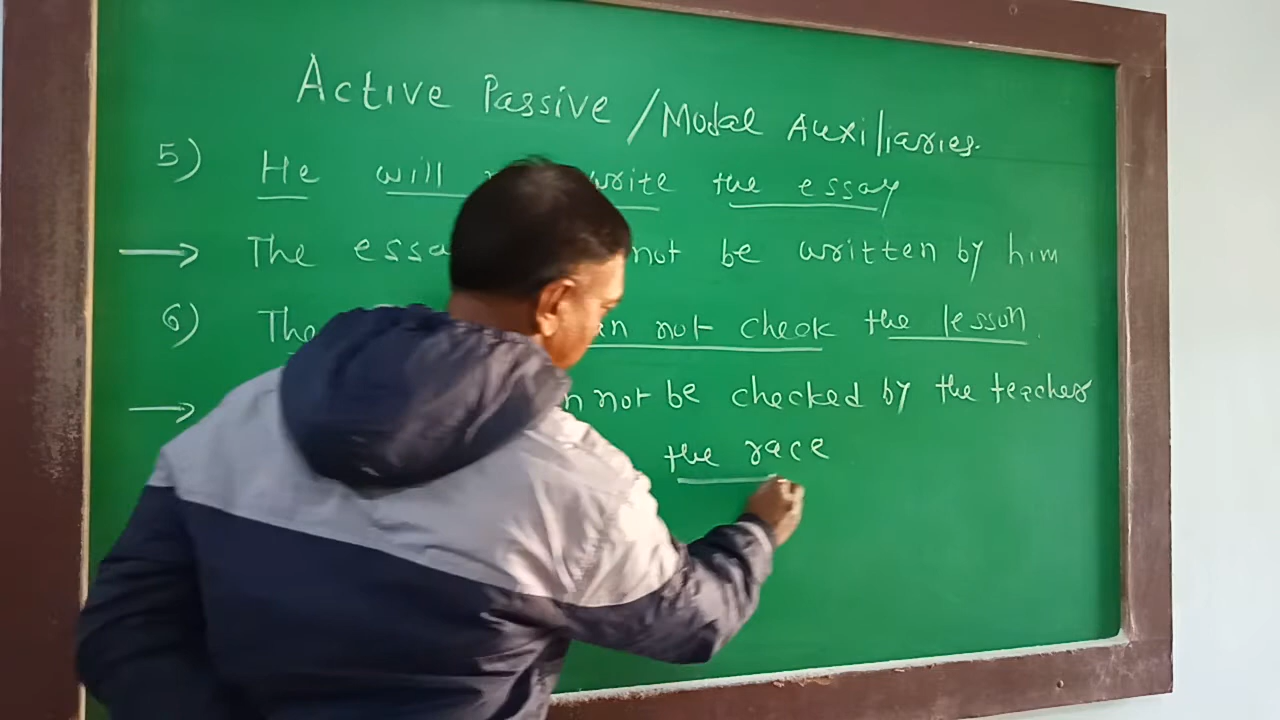 Active Passive / Modal Auxiliaries.
5) He will write the essay
The not be written by him
6) The not check the lesson.
not be checked by the teacher
the race